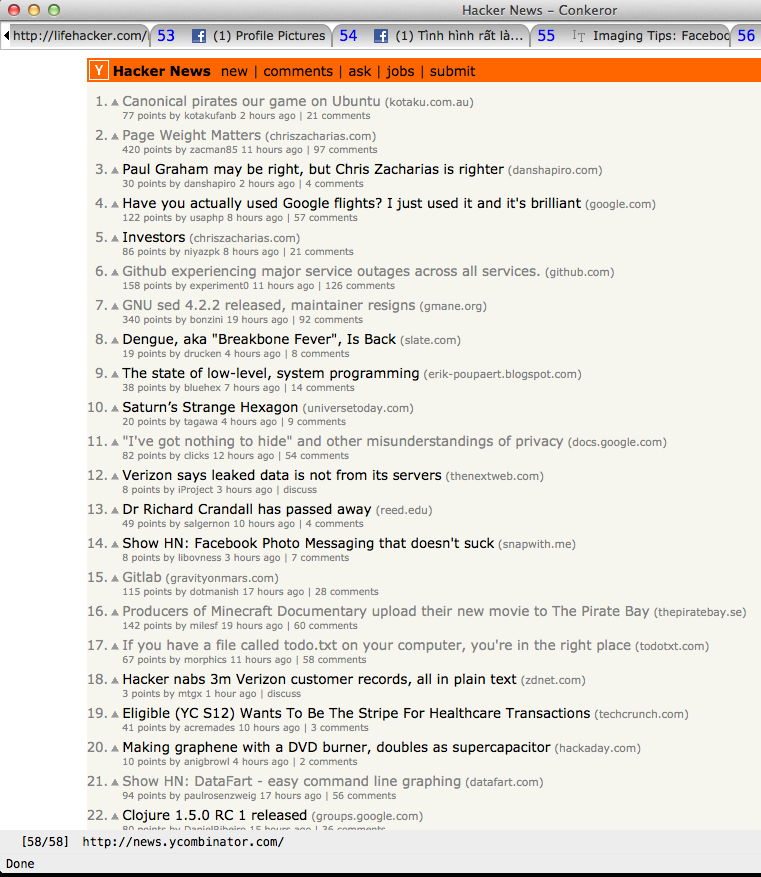 Hacker News – Conkeror
http://lifehacker.com/ 53 (1) Profile Pictures 54 (1) Tình hình rất là... 55 IT Imaging Tips: Faceboo 56
Y Hacker News new | comments | ask | jobs | submit
1. Canonical pirates our game on Ubuntu (kotaku.com.au)
77 points by kotakufanb 2 hours ago | 21 comments
2. Page Weight Matters (chriszacharias.com)
420 points by zacman85 11 hours ago | 97 comments
3. Paul Graham may be right, but Chris Zacharias is righter (danshapiro.com)
30 points by danshapiro 2 hours ago | 4 comments
4. Have you actually used Google flights? I just used it and it's brilliant (google.com)
122 points by usaphp 8 hours ago | 57 comments
5. Investors (chriszacharias.com)
86 points by niyazpk 8 hours ago | 21 comments
6. Github experiencing major service outages across all services. (github.com)
158 points by experiment0 11 hours ago | 126 comments
7. GNU sed 4.2.2 released, maintainer resigns (gmane.org)
340 points by bonzini 19 hours ago | 92 comments
8. Dengue, aka "Breakbone Fever", Is Back (slate.com)
19 points by drucken 4 hours ago | 8 comments
9. The state of low-level, system programming (erik-poupaert.blogspot.com)
38 points by bluehex 7 hours ago | 14 comments
10. Saturn’s Strange Hexagon (universetoday.com)
20 points by tagawa 4 hours ago | 9 comments
11. "I've got nothing to hide" and other misunderstandings of privacy (docs.google.com)
82 points by clicks 12 hours ago | 54 comments
12. Verizon says leaked data is not from its servers (thenextweb.com)
8 points by iProject 3 hours ago | discuss
13. Dr Richard Crandall has passed away (reed.edu)
49 points by salgernon 10 hours ago | 4 comments
14. Show HN: Facebook Photo Messaging that doesn't suck (snapwith.me)
8 points by libovness 3 hours ago | 7 comments
15. Gitlab (gravityonmars.com)
115 points by dotmanish 17 hours ago | 28 comments
16. Producers of Minecraft Documentary upload their new movie to The Pirate Bay (thepiratebay.se)
142 points by milesf 19 hours ago | 60 comments
17. If you have a file called todo.txt on your computer, you're in the right place (todotxt.com)
67 points by morphics 11 hours ago | 58 comments
18. Hacker nabs 3m Verizon customer records, all in plain text (zdnet.com)
3 points by mtgx 1 hour ago | discuss
19. Eligible (YC S12) Wants To Be The Stripe For Healthcare Transactions (techcrunch.com)
41 points by acremades 10 hours ago | 3 comments
20. Making graphene with a DVD burner, doubles as supercapacitor (hackaday.com)
10 points by anigbrowl 4 hours ago | 2 comments
21. Show HN: DataFart - easy command line graphing (datafart.com)
94 points by paulrosenzweig 17 hours ago | 56 comments
22. Clojure 1.5.0 RC 1 released (groups.google.com)
80 points by DanielRibeiro 15 hours ago | 36 comments
[58/58] http://news.ycombinator.com/
Done